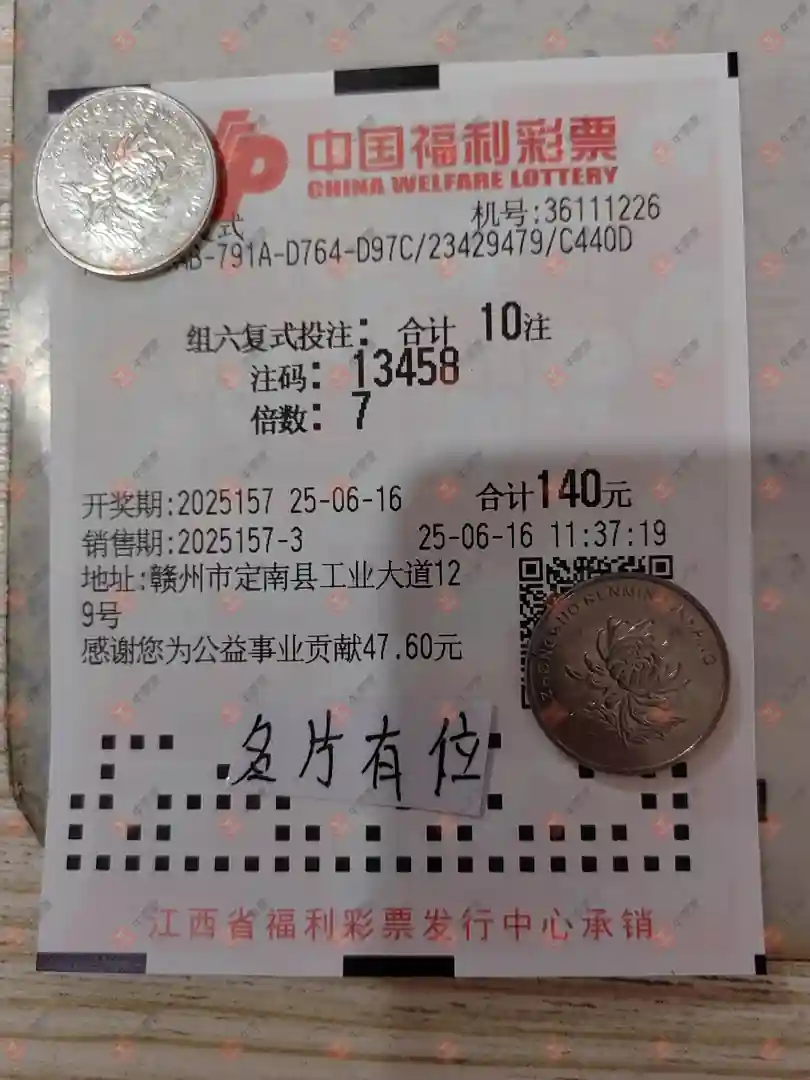 中国福利彩票
CHINA WELFARE LOTTERY
式 机号:36111226
AB-791A-D764-D97C/23429479/C440D
组六复式投注: 合计 10注
注码: 13458
倍数: 7
开奖期:2025157 25-06-16 合计140元
销售期:2025157-3 25-06-16 11:37:19
地址:赣州市定南县工业大道12
9号
感谢您为公益事业贡献47.60元
名片有位
江西省福利彩票发行中心承销